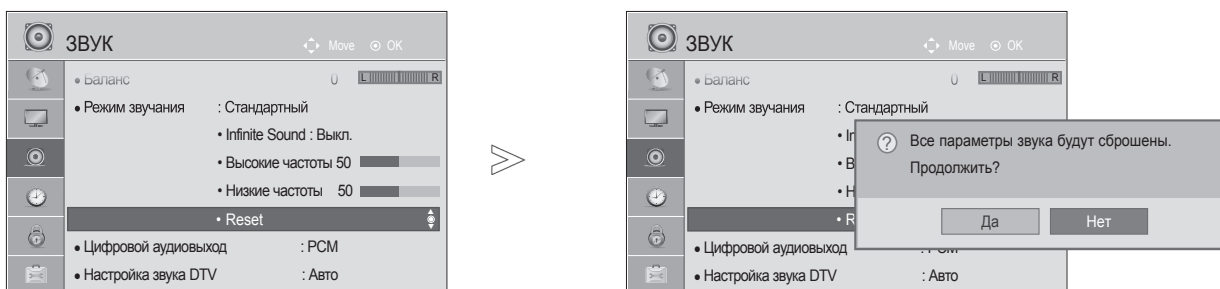 ЗВУК Move OK
• Баланс 0 L R
• Режим звучания : Стандартный
• Infinite Sound : Выкл.
• Высокие частоты 50
• Низкие частоты 50
• Reset
• Цифровой аудиовыход : PCM
• Настройка звука DTV : Авто
ЗВУК Move OK
• Баланс 0 L R
• Режим звучания : Стандартный
• In
• В
• Н
• R
• Цифровой аудиовыход : PCM
• Настройка звука DTV : Авто
? Все параметры звука будут сброшены.
Продолжить?
Да Нет